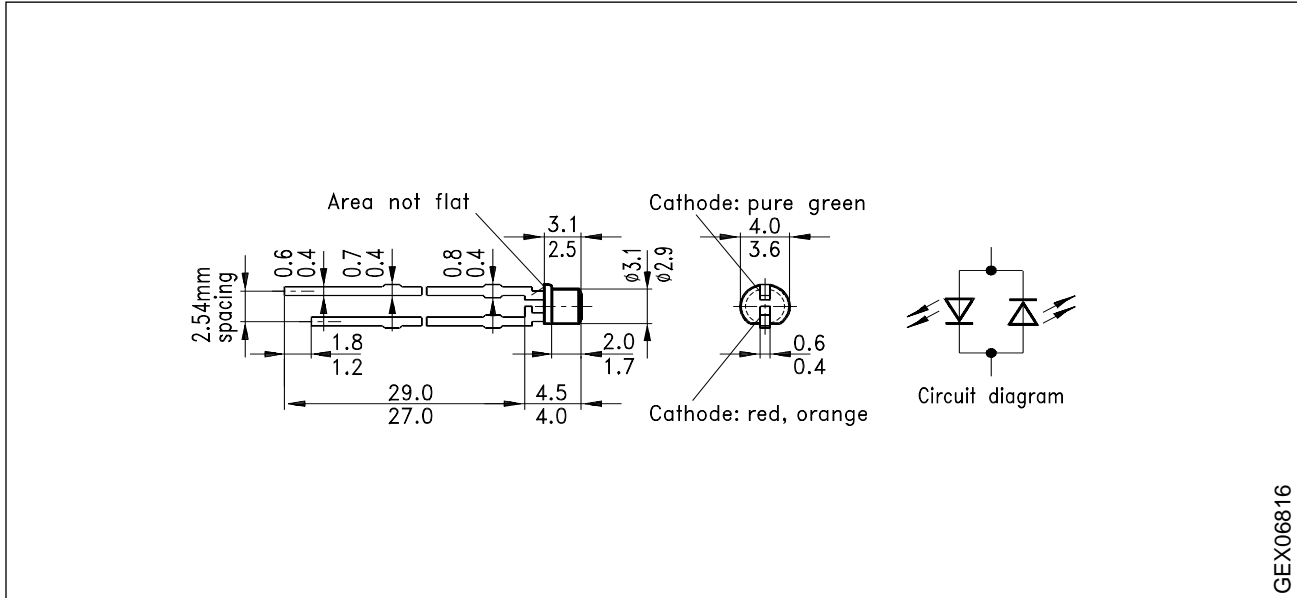 Area not flat
Cathode: pure green
3.1
2.5
4.0
3.6
0.6
0.4
0.7
0.4
0.8
0.4
ø3.1
ø2.9
2.54mm
spacing
1.8
1.2
2.0
1.7
0.6
0.4
29.0
27.0
4.5
4.0
Cathode: red, orange
Circuit diagram
GEX06816